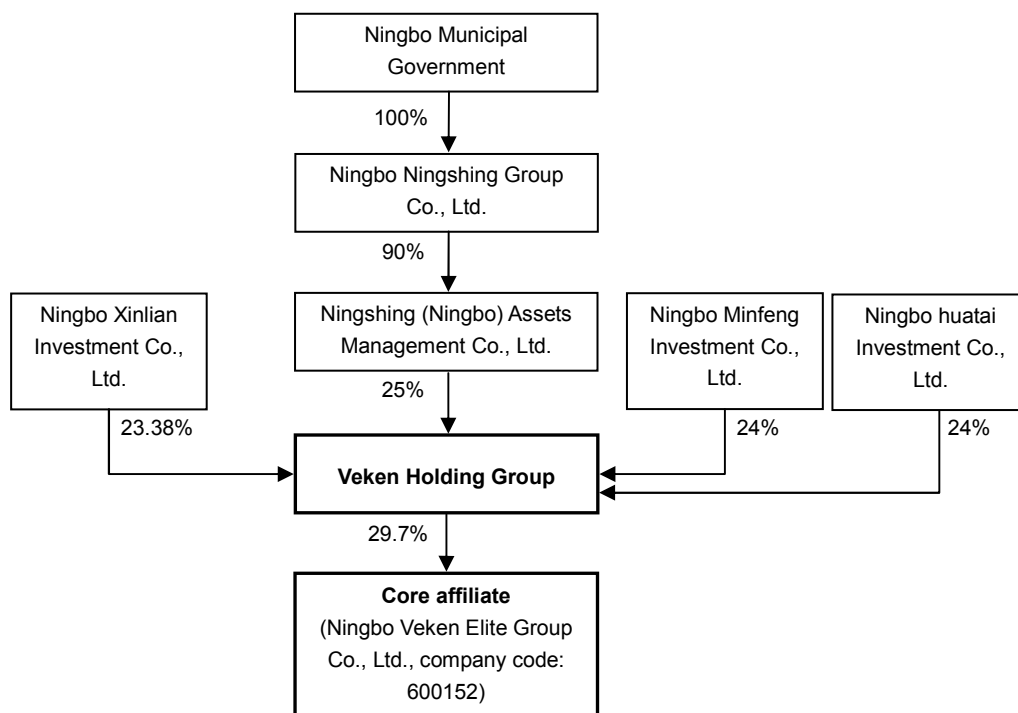 Ningbo Municipal
Government
100%
Ningbo Ningshing Group
Co., Ltd.
90%
Ningbo Xinlian
Investment Co.,
Ltd.
Ningshing (Ningbo) Assets
Management Co., Ltd.
Ningbo Minfeng
Investment Co.,
Ltd.
Ningbo huatai
Investment Co.,
Ltd.
23.38%
25%
24%
24%
Veken Holding Group
29.7%
Core affiliate
(Ningbo Veken Elite Group
Co., Ltd., company code:
600152)